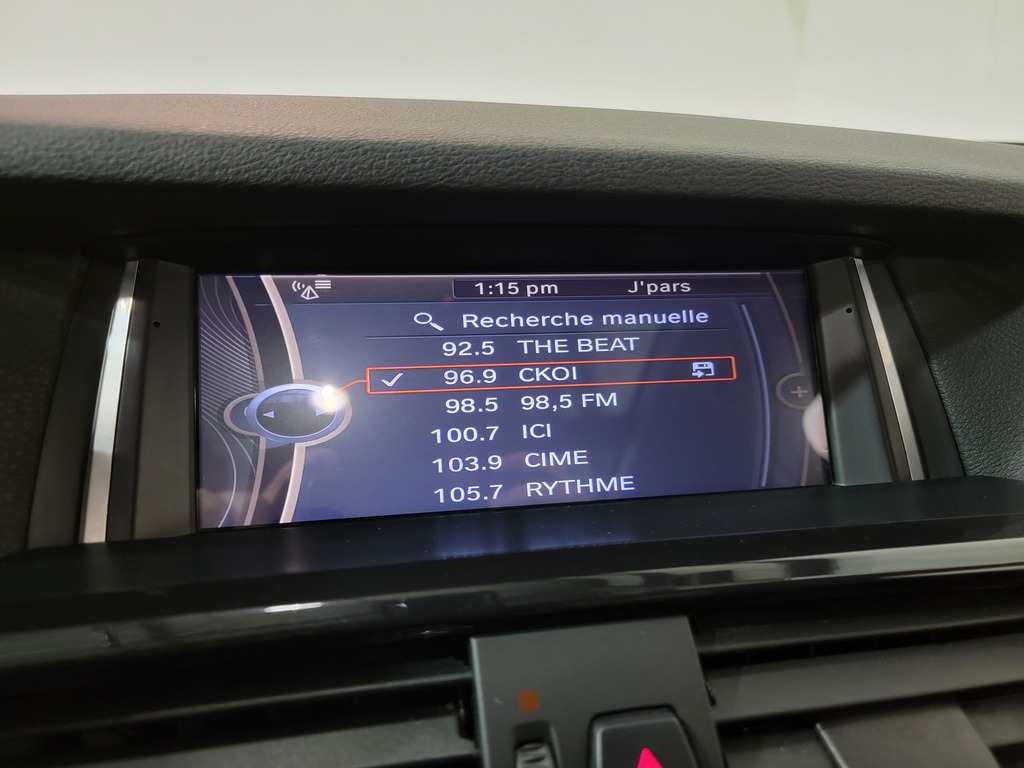 1:15 pm J'pars
Recherche manuelle
92.5 THE BEAT
96.9 CKOI
98.5 98,5 FM
100.7 ICI
103.9 CIME
105.7 RYTHME